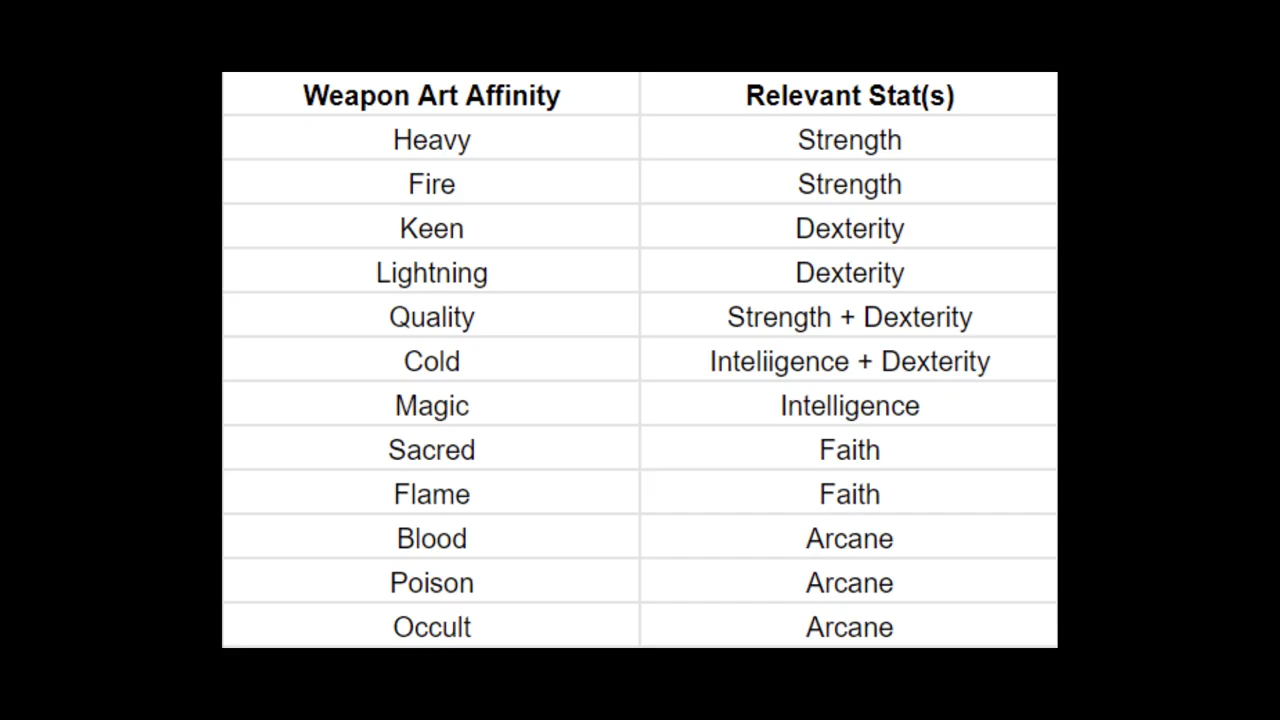 Weapon Art Affinity Relevant Stat(s)
Heavy Strength
Fire Strength
Keen Dexterity
Lightning Dexterity
Quality Strength + Dexterity
Cold Inteliigence + Dexterity
Magic Intelligence
Sacred Faith
Flame Faith
Blood Arcane
Poison Arcane
Occult Arcane